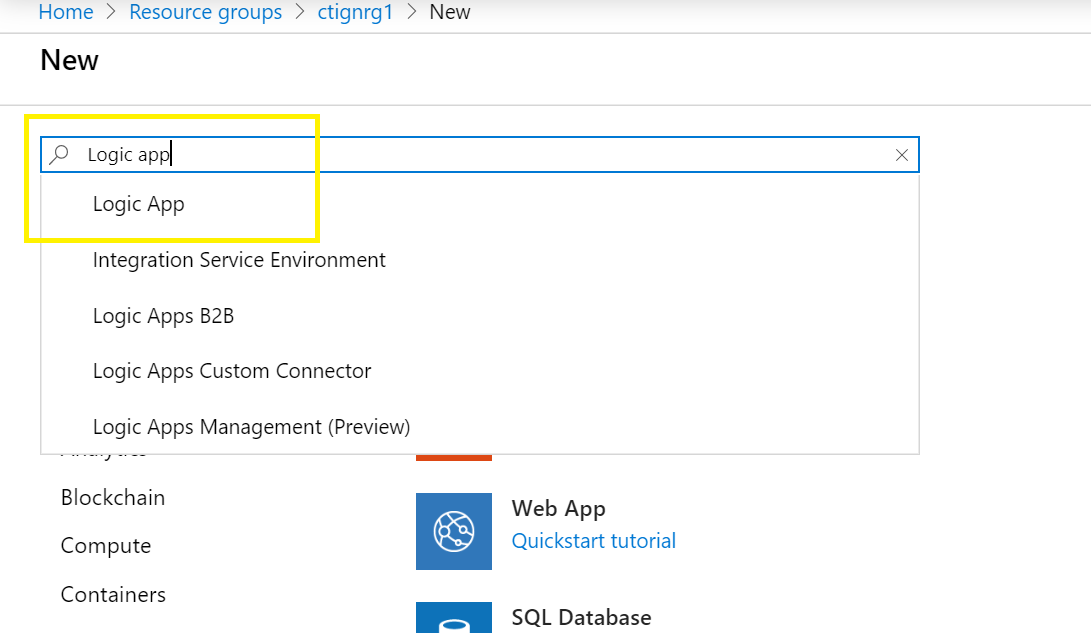 Home > Resource groups > ctignrg1 > New
New
Logic app
Logic App
Integration Service Environment
Logic Apps B2B
Logic Apps Custom Connector
Logic Apps Management (Preview)
Analytics
Blockchain
Compute
Containers
Web App
Quickstart tutorial
SQL Database